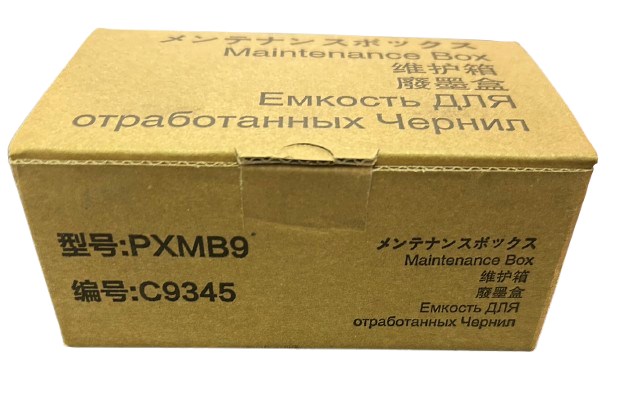 メンテナンスボックス
Maintenance Box
维护箱
廢墨盒
Емкость ДЛЯ
отработанных Чернил
型号:PXMB9
编号:C9345
メンテナンスボックス
Maintenance Box
维护箱
廢墨盒
Емкость ДЛЯ
отработанных Чернил